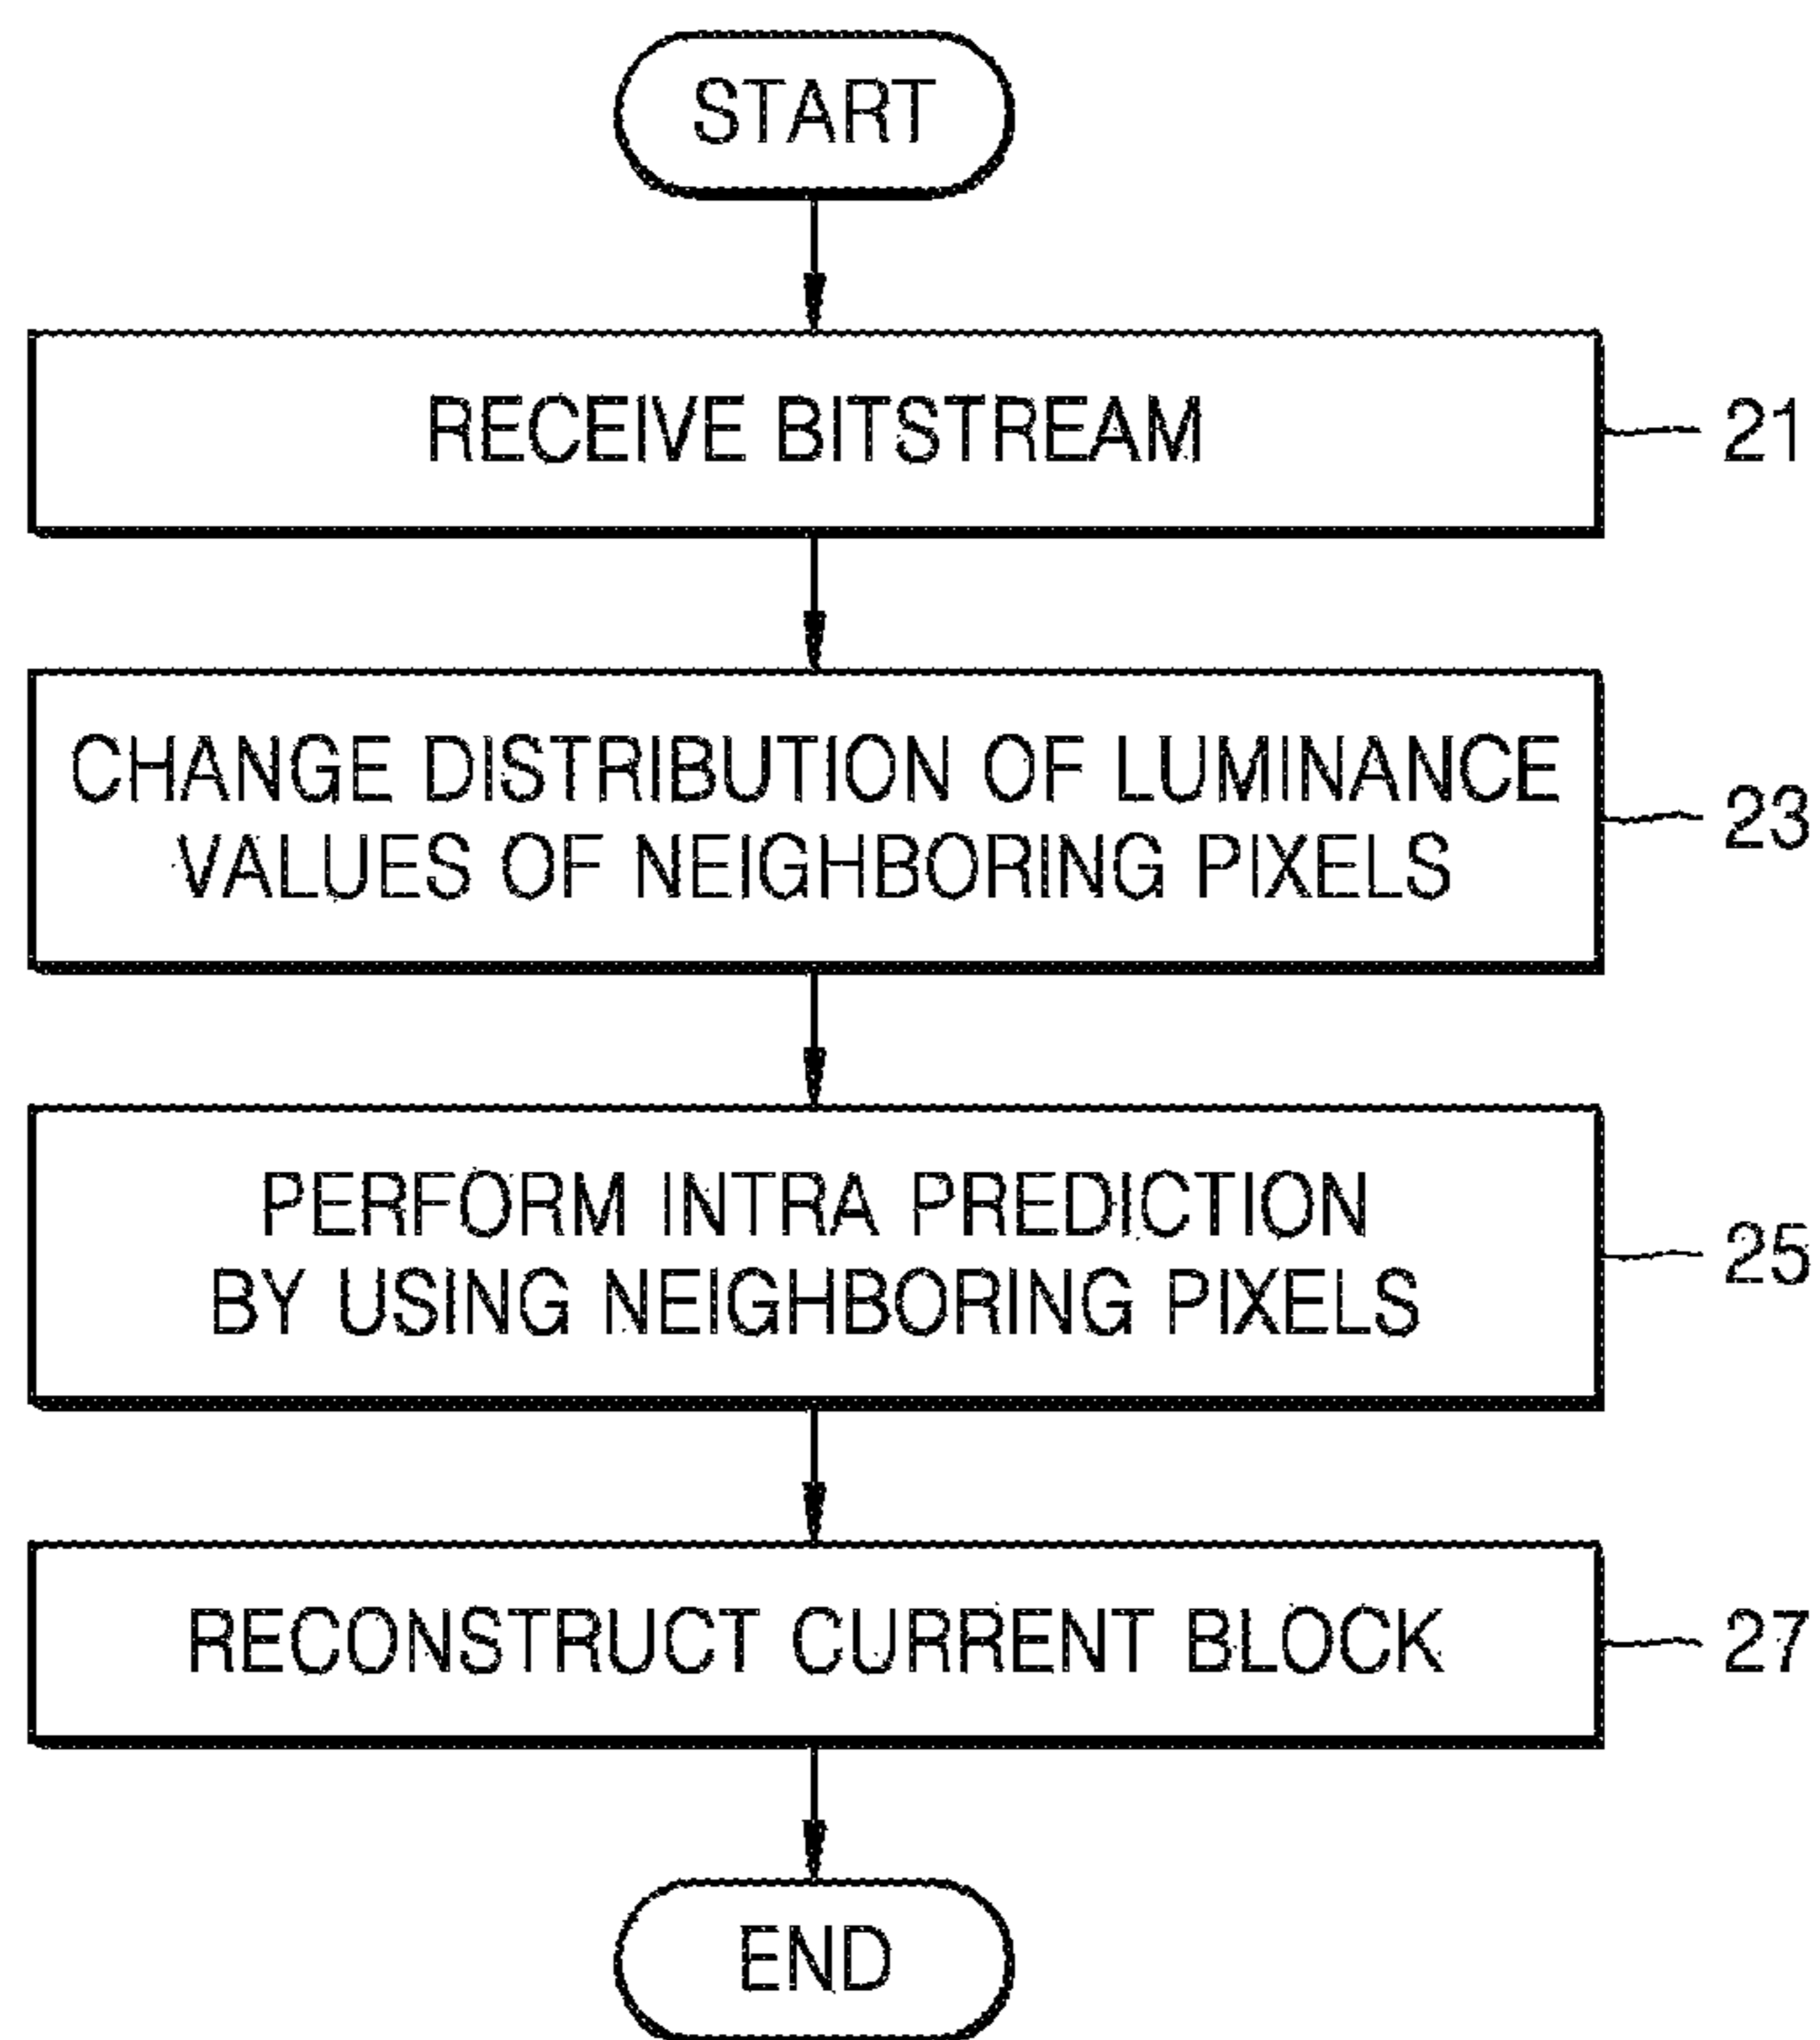 START
RECEIVE BITSTREAM
21
CHANGE DISTRIBUTION OF LUMINANCE
VALUES OF NEIGHBORING PIXELS
23
PERFORM INTRA PREDICTION
BY USING NEIGHBORING PIXELS
25
RECONSTRUCT CURRENT BLOCK
27
END